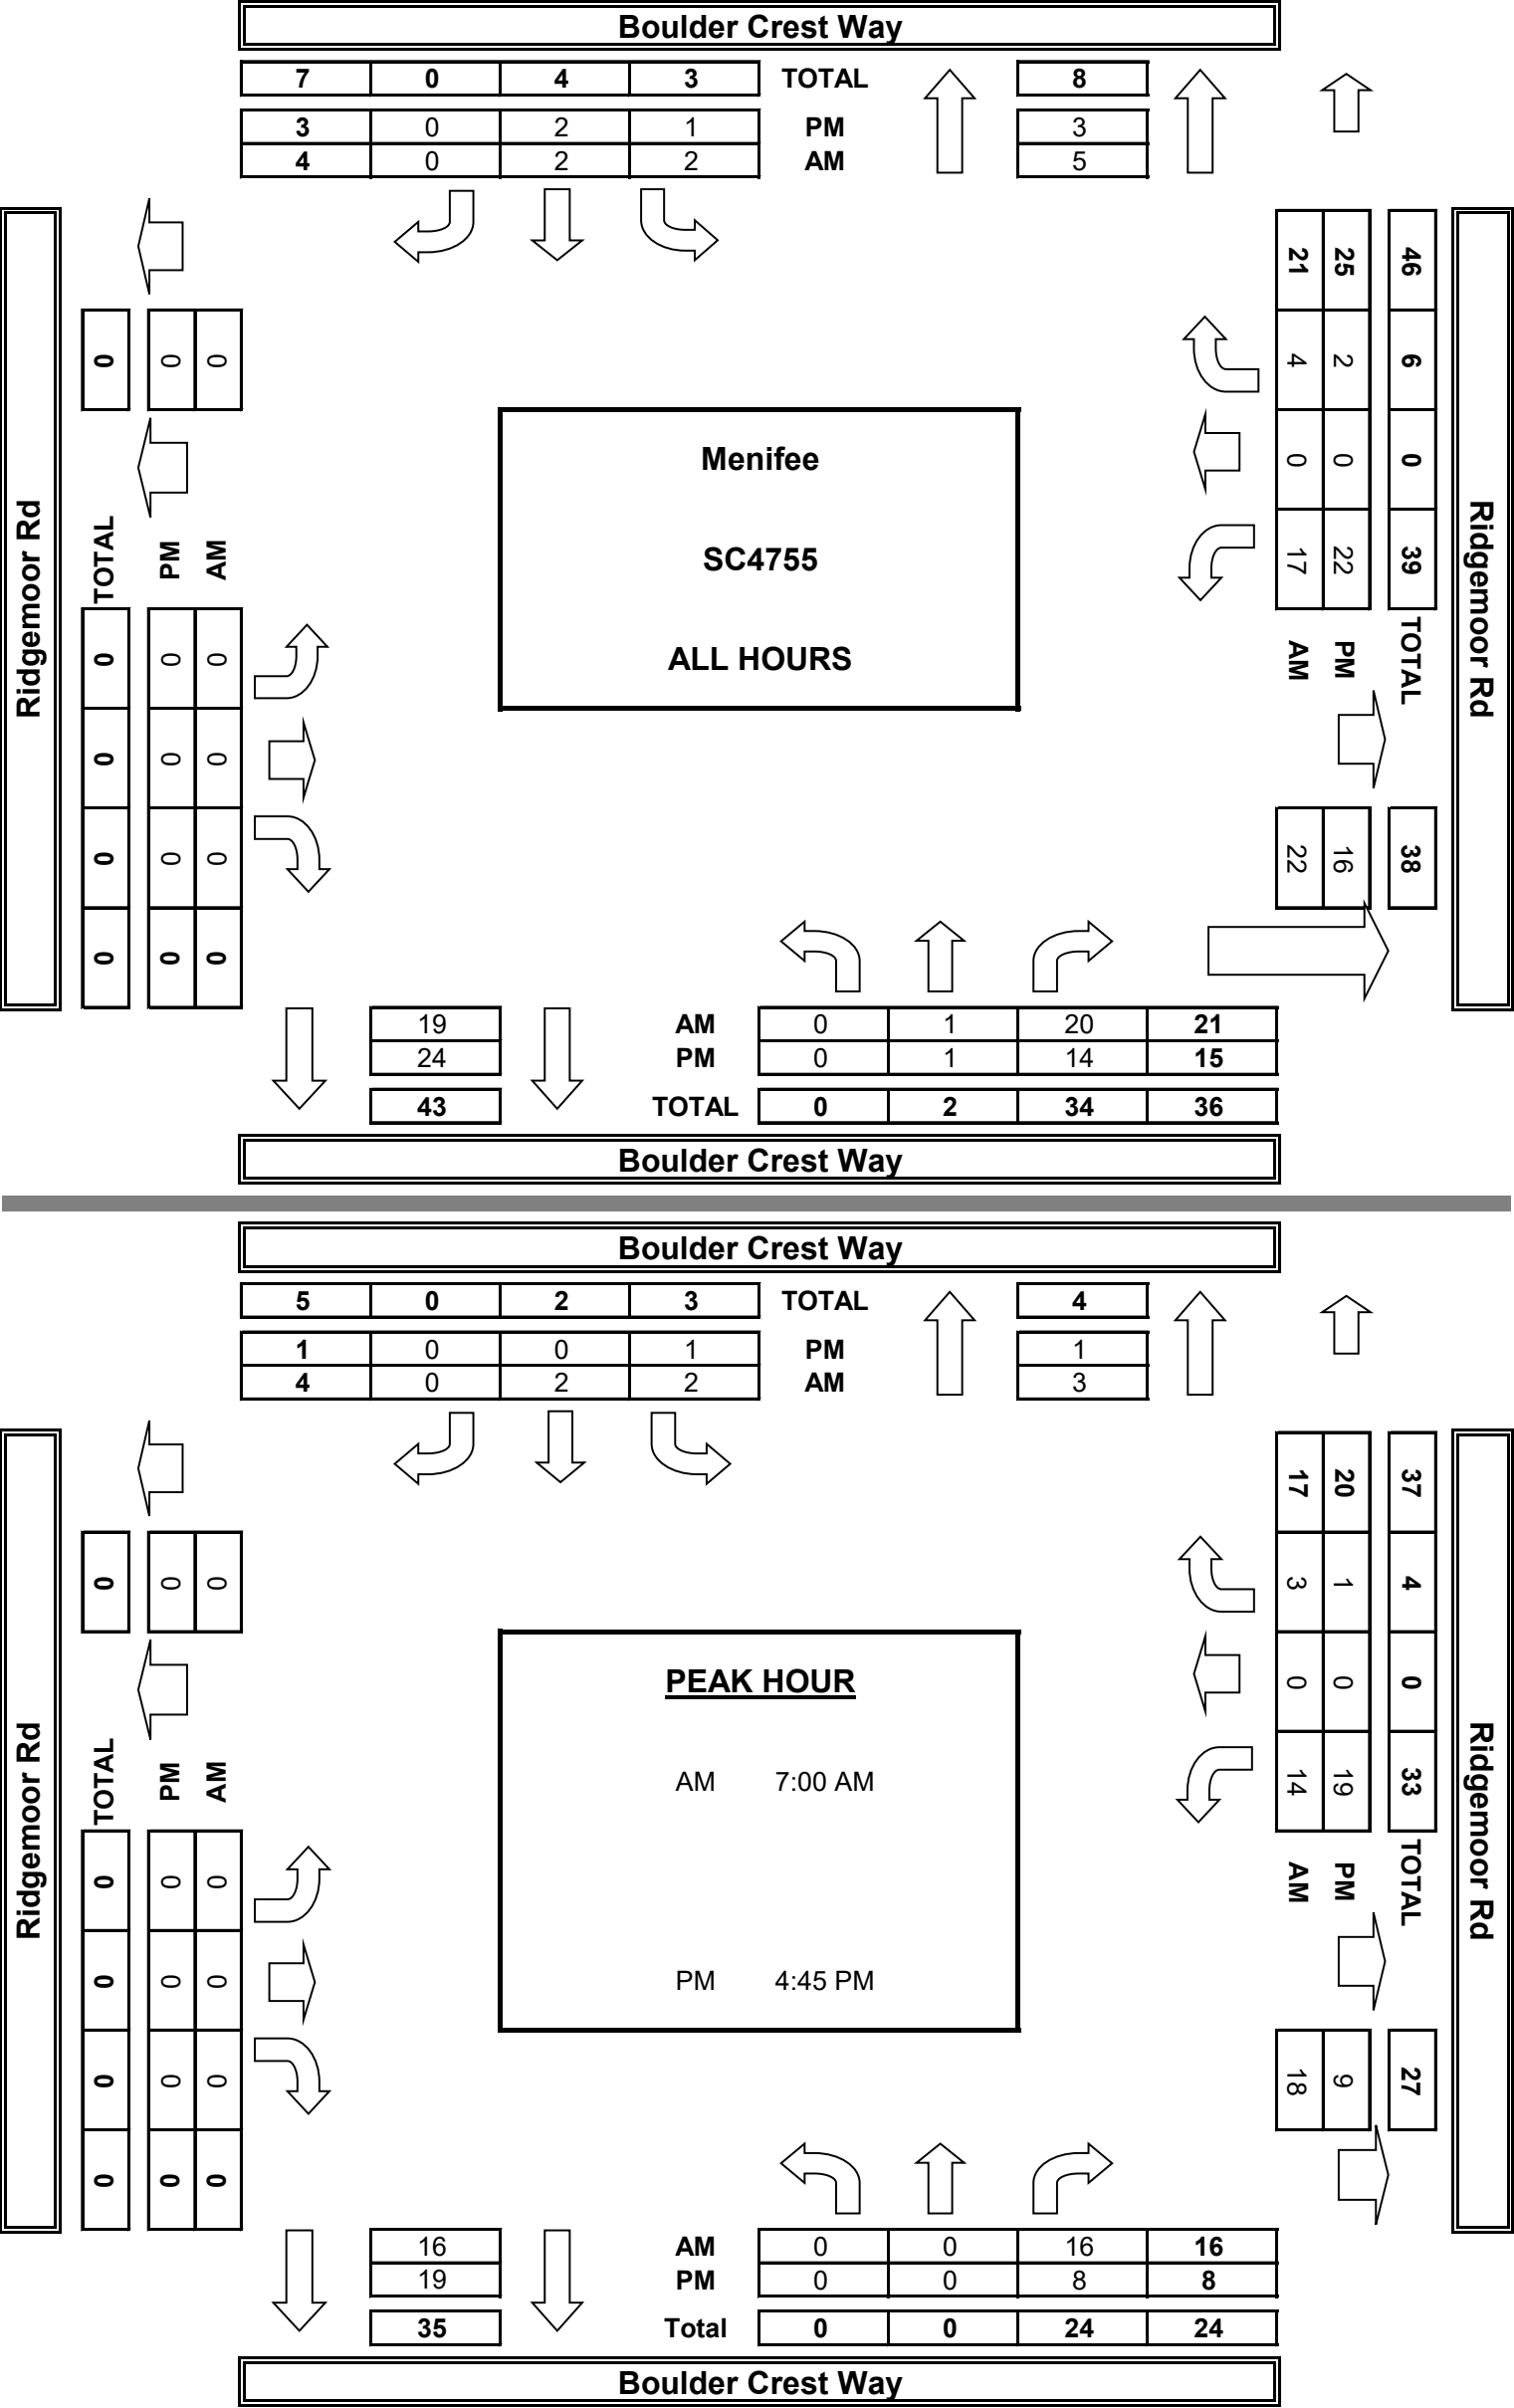 Boulder Crest Way
7 0 4 3 TOTAL 8
3 0 2 1 PM 3
4 0 2 2 AM 5
Ridgemoor Rd
0 0 0
TOTAL PM AM
0 0 0
0 0 0
0 0 0
0 0 0
Menifee
SC4755
ALL HOURS
21 25 46
4 2 6
0 0 0
17 22 39
AM PM TOTAL
22 16 38
Ridgemoor Rd
19 AM 0 1 20 21
24 PM 0 1 14 15
43 TOTAL 0 2 34 36
Boulder Crest Way
Boulder Crest Way
5 0 2 3 TOTAL 4
1 0 0 1 PM 1
4 0 2 2 AM 3
Ridgemoor Rd
0 0 0
TOTAL PM AM
0 0 0
0 0 0
0 0 0
0 0 0
PEAK HOUR
AM 7:00 AM
PM 4:45 PM
17 20 37
3 1 4
0 0 0
14 19 33
AM PM TOTAL
18 9 27
Ridgemoor Rd
16 AM 0 0 16 16
19 PM 0 0 8 8
35 Total 0 0 24 24
Boulder Crest Way